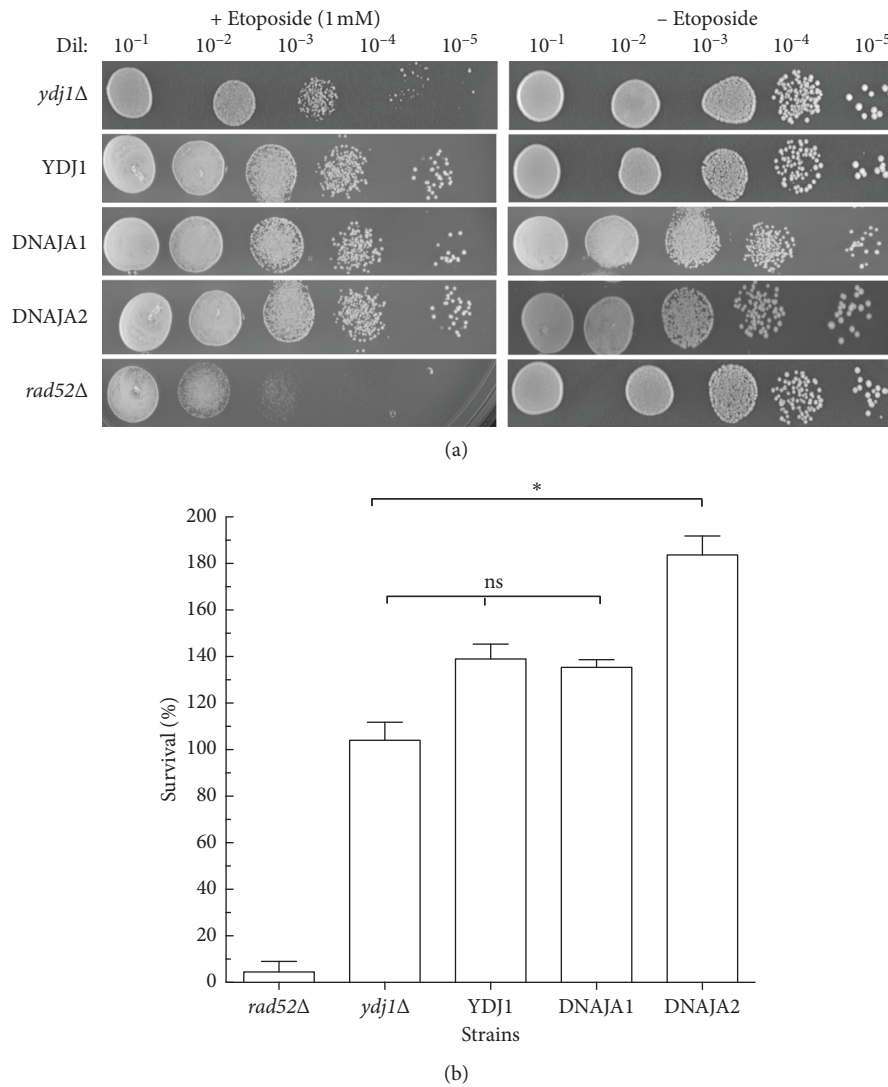 + Etoposide (1 mM)
– Etoposide
Dil:
10⁻¹
10⁻²
10⁻³
10⁻⁴
10⁻⁵
10⁻¹
10⁻²
10⁻³
10⁻⁴
10⁻⁵
ydj1Δ
YDJ1
DNAJA1
DNAJA2
rad52Δ
(a)
*
ns
200
180
160
140
120
100
80
60
40
20
0
Survival (%)
rad52Δ
ydj1Δ
YDJ1
DNAJA1
DNAJA2
Strains
(b)